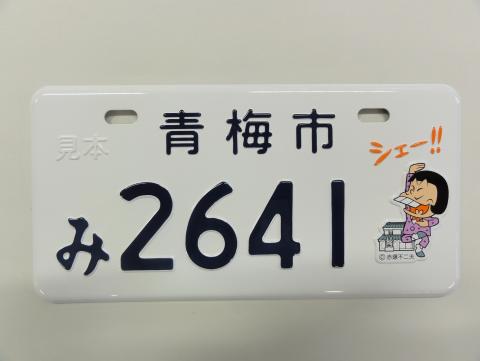 見本
青梅市
シェー!!
み2641
©赤塚不二夫